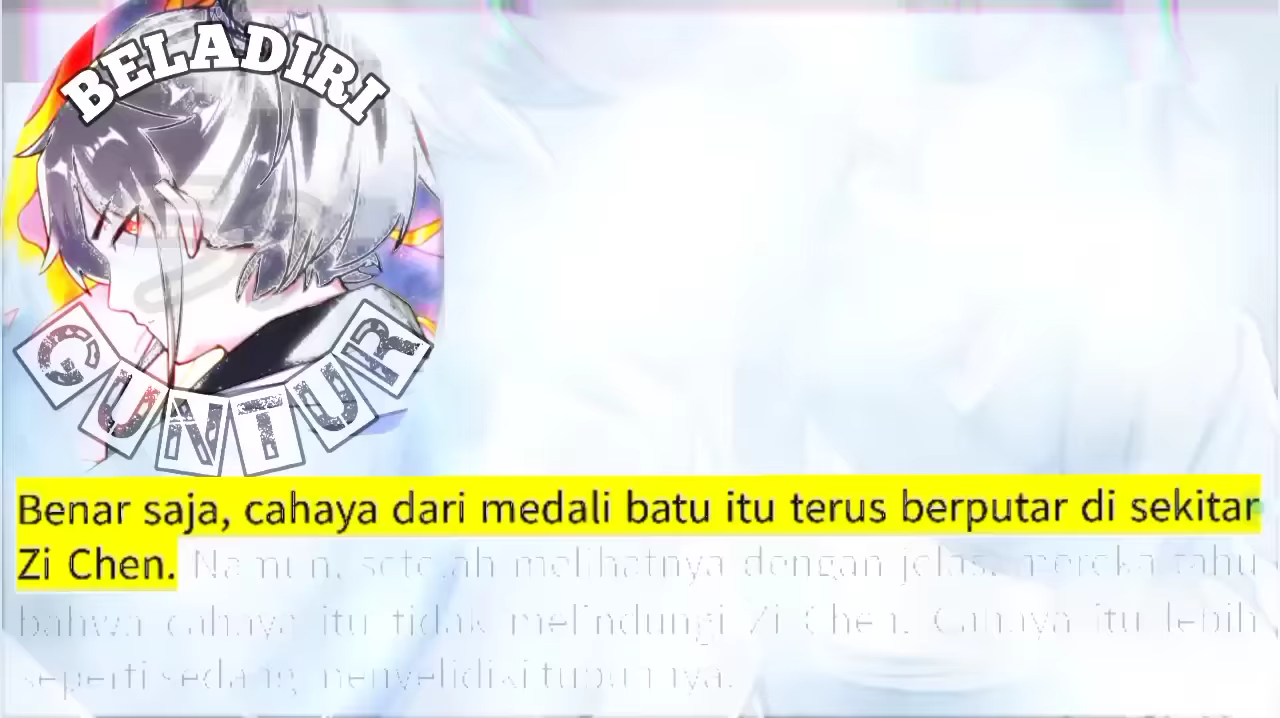 BELADIRI
GUNTUR
Benar saja, cahaya dari medali batu itu terus berputar di sekitar
Zi Chen. Namun, setelah melihatnya dengan jelas, mereka tahu
bahwa cahaya itu tidak melindungi Zi Chen. Cahaya itu lebih
seperti sedang menyelidiki tubuhnya.